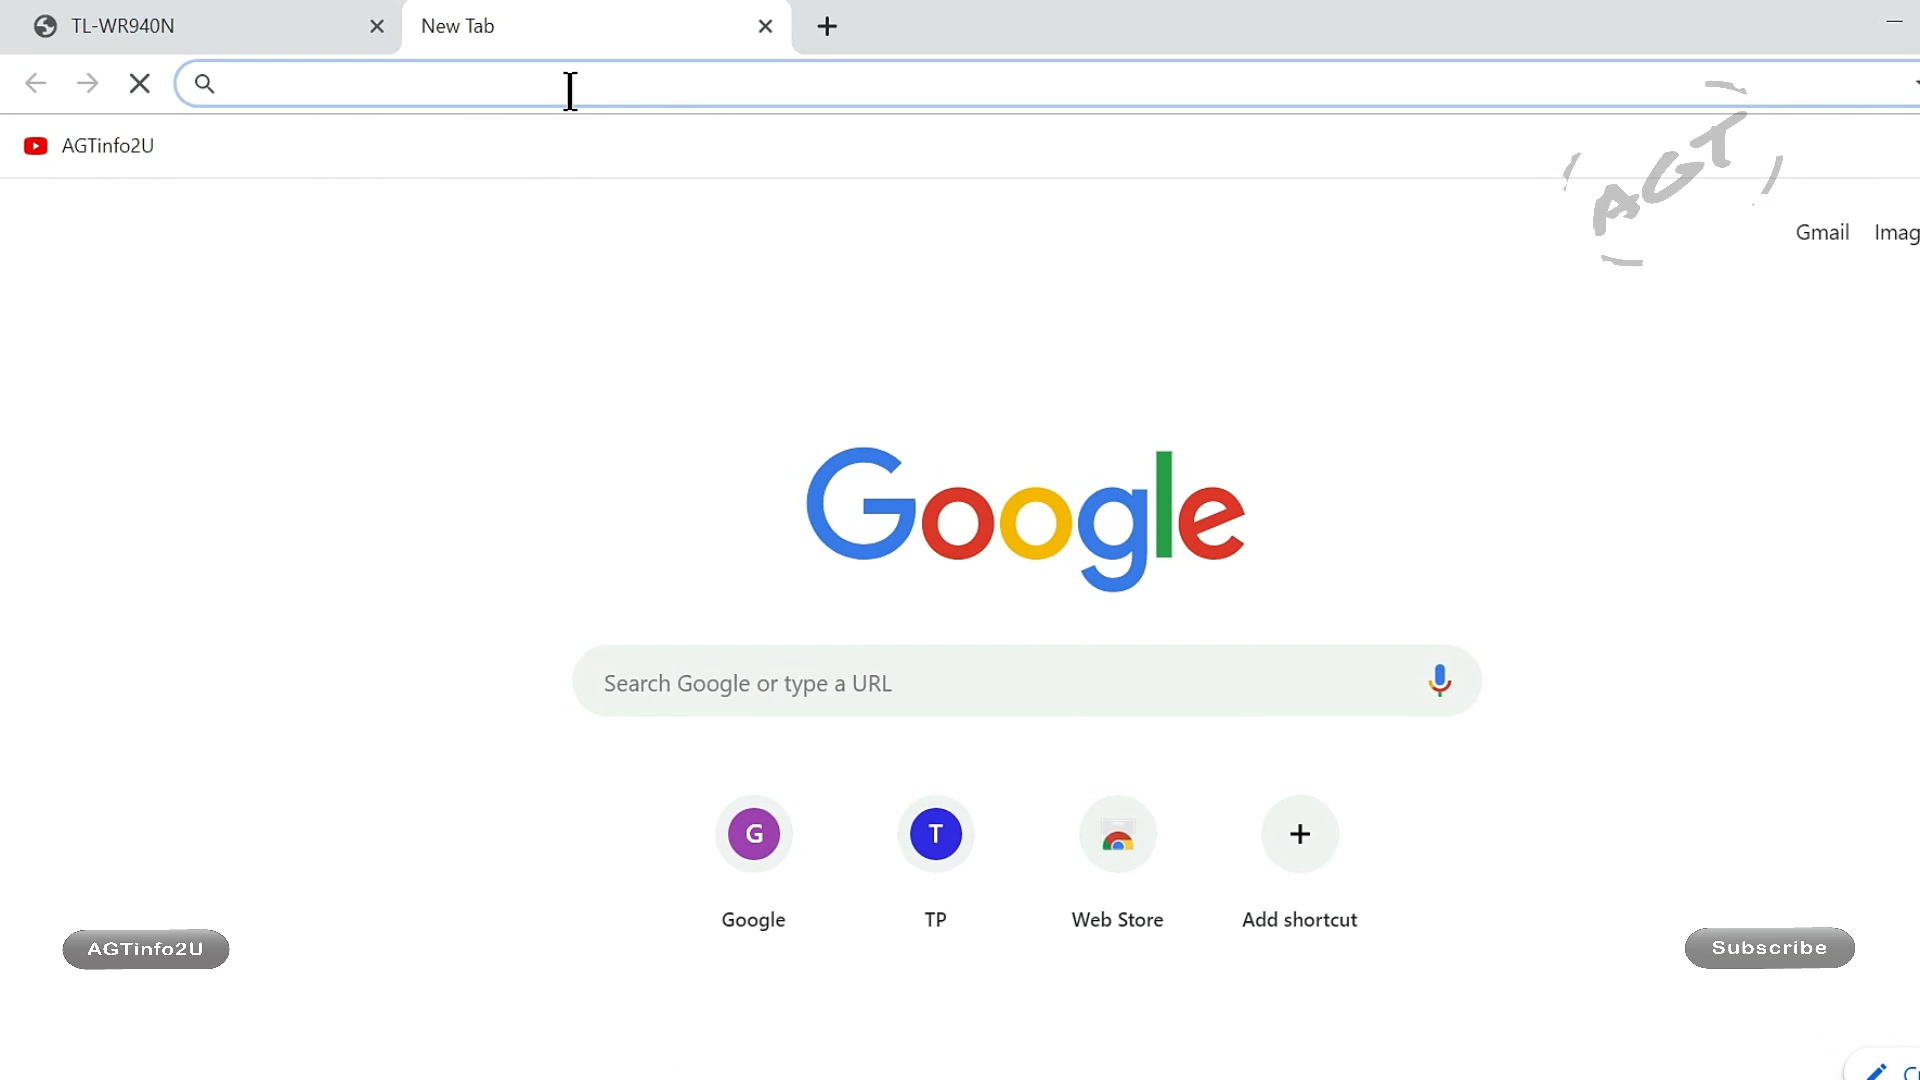 TL-WR940N
New Tab
AGTinfo2U
AGT
Gmail
Imag
Google
Search Google or type a URL
G
T
Google
TP
Web Store
Add shortcut
AGTinfo2U
Subscribe